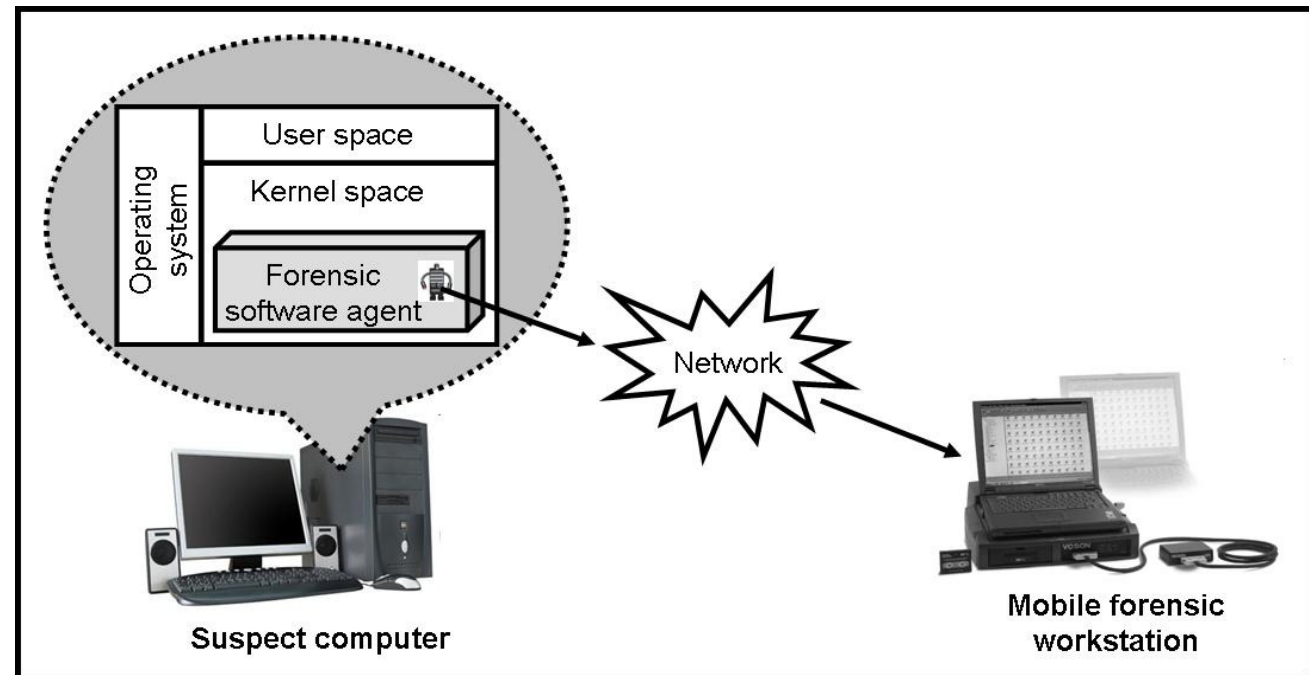 User space
Operating
system
Kernel space
Forensic
software agent
Network
Suspect computer
Mobile forensic
workstation